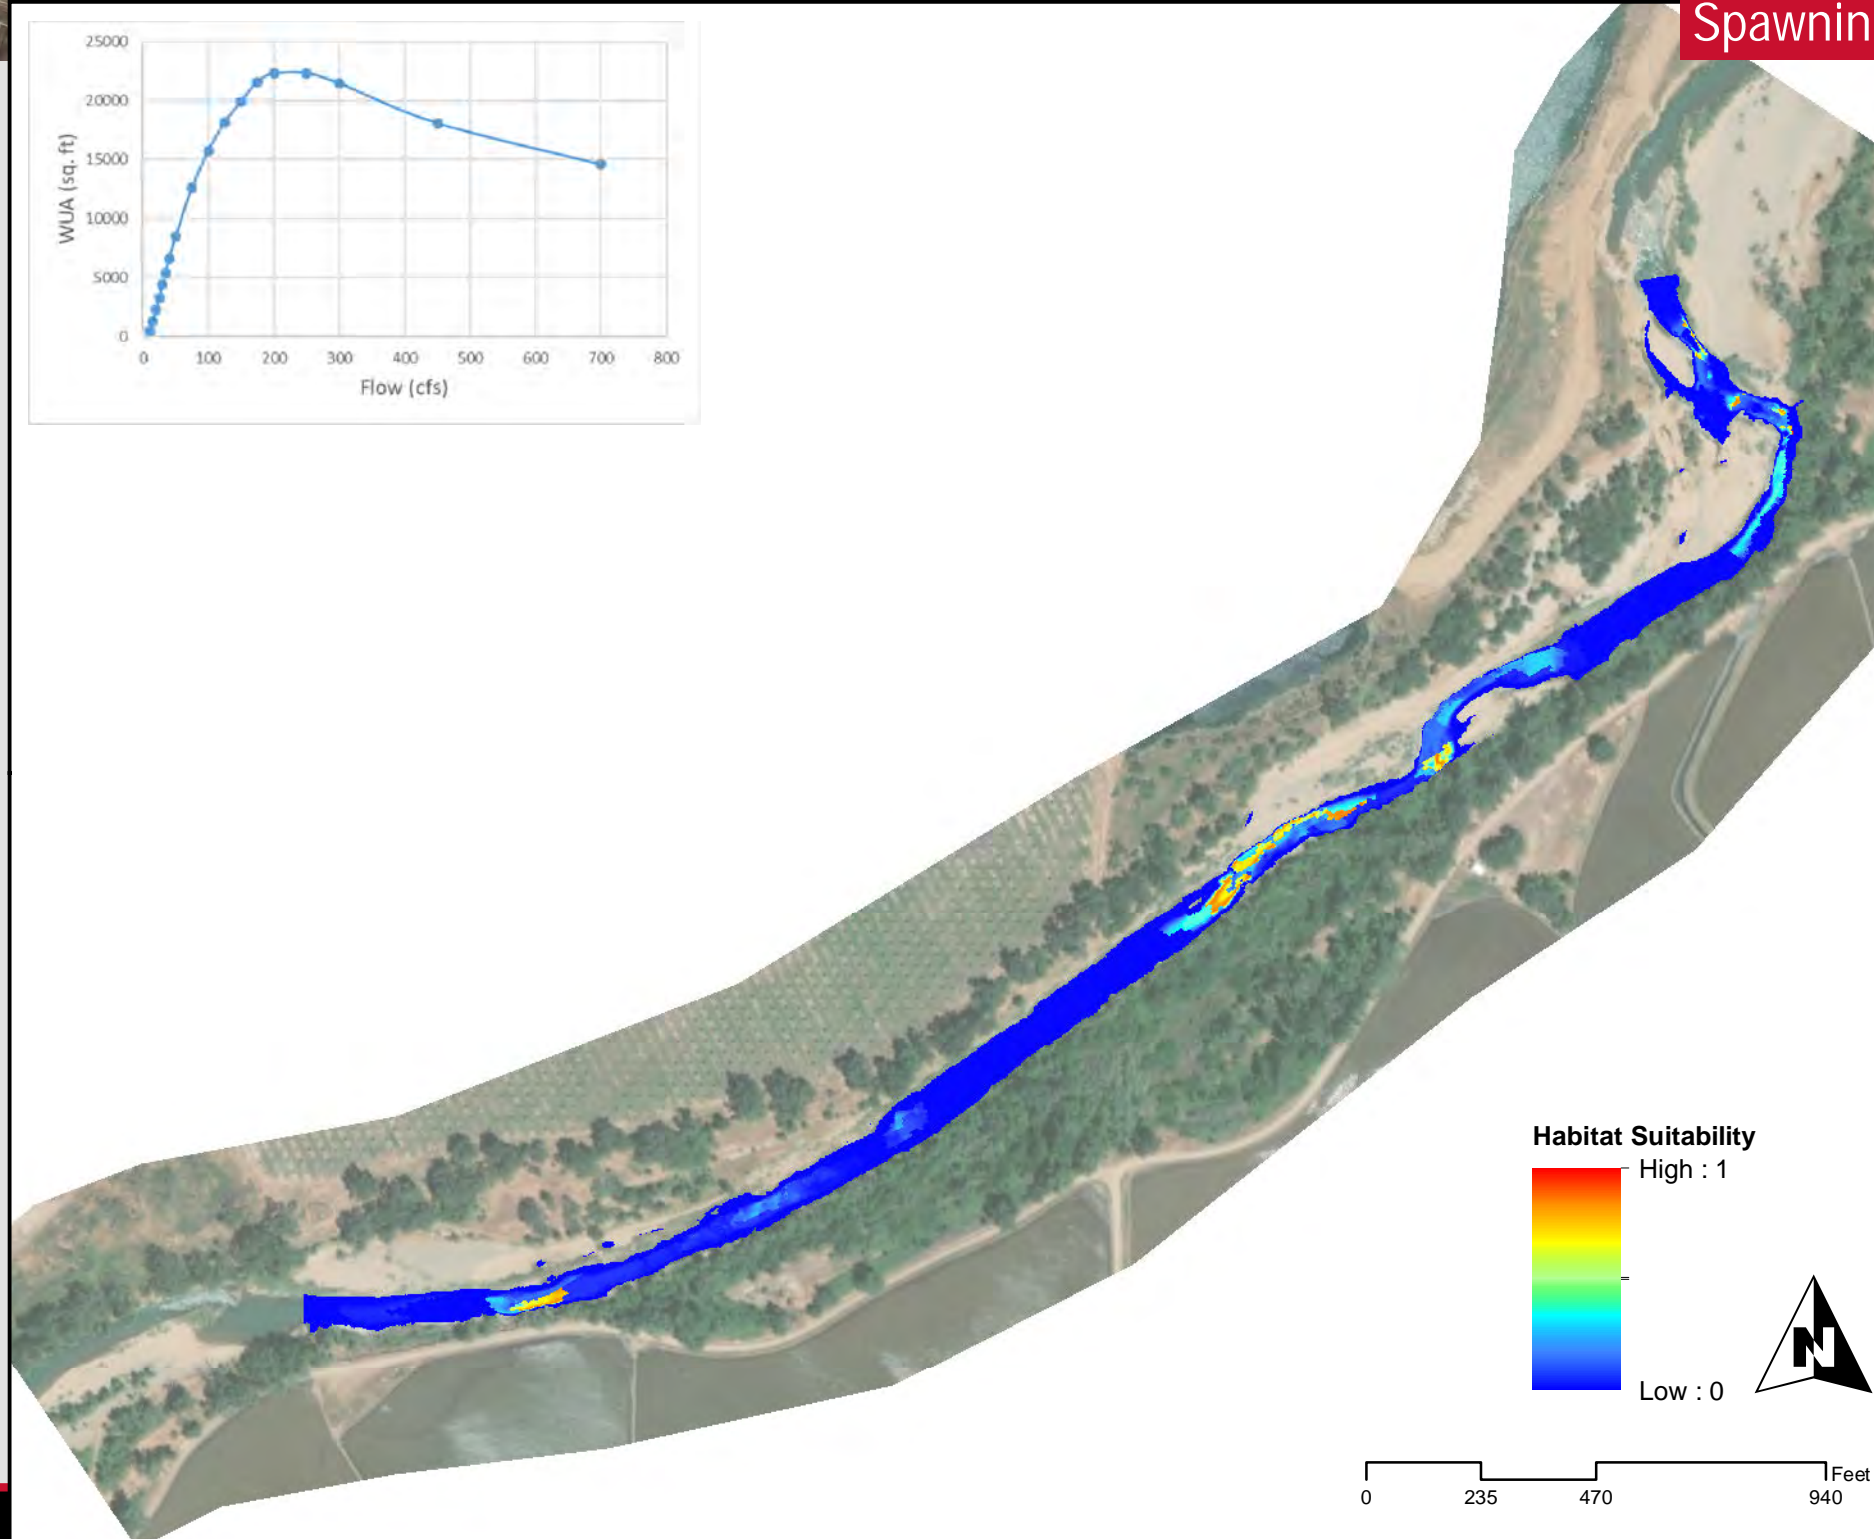 Spawnin
25000
20000
15000
10000
5000
0
WUA (sq. ft)
0 100 200 300 400 500 600 700 800
Flow (cfs)
Habitat Suitability
High : 1
Low : 0
N
Feet
0 235 470 940